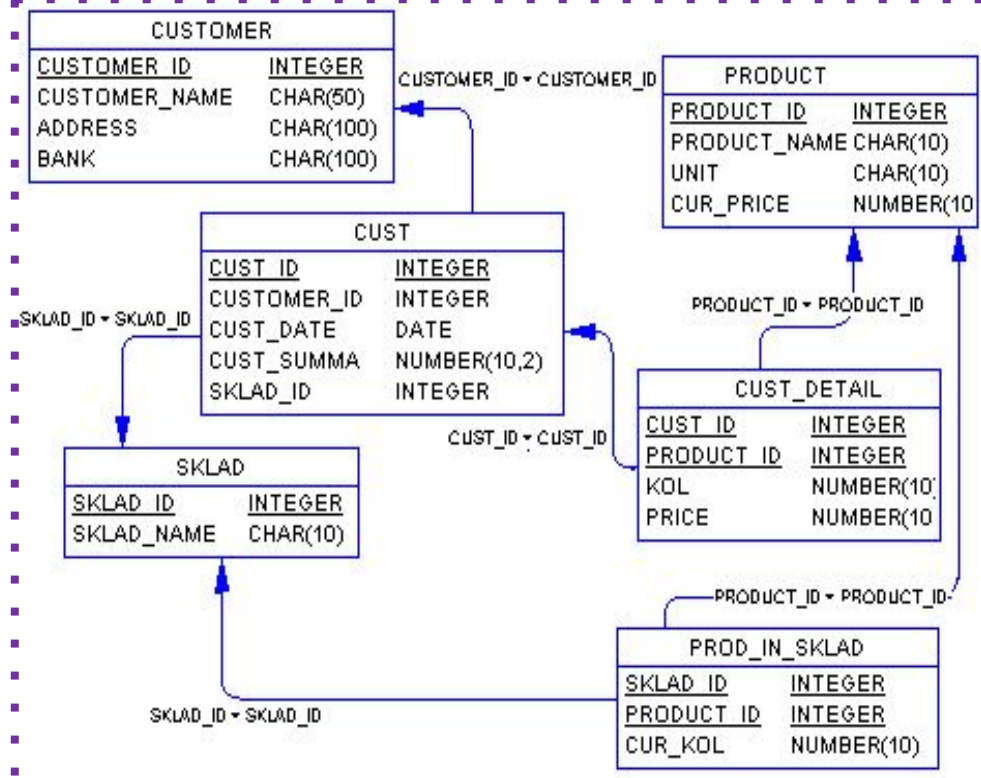 CUSTOMER
CUSTOMER_ID INTEGER
CUSTOMER_NAME CHAR(50)
ADDRESS CHAR(100)
BANK CHAR(100)
CUSTOMER_ID = CUSTOMER_ID
PRODUCT
PRODUCT_ID INTEGER
PRODUCT_NAME CHAR(10)
UNIT CHAR(10)
CUR_PRICE NUMBER(10
CUST
CUST_ID INTEGER
CUSTOMER_ID INTEGER
CUST_DATE DATE
CUST_SUMMA NUMBER(10,2)
SKLAD_ID INTEGER
SKLAD_ID = SKLAD_ID
PRODUCT_ID = PRODUCT_ID
CUST_DETAIL
CUST_ID INTEGER
PRODUCT_ID INTEGER
KOL NUMBER(10)
PRICE NUMBER(10
CUST_ID = CUST_ID
SKLAD
SKLAD_ID INTEGER
SKLAD_NAME CHAR(10)
PRODUCT_ID = PRODUCT_ID
PROD_IN_SKLAD
SKLAD_ID INTEGER
PRODUCT_ID INTEGER
CUR_KOL NUMBER(10)
SKLAD_ID = SKLAD_ID